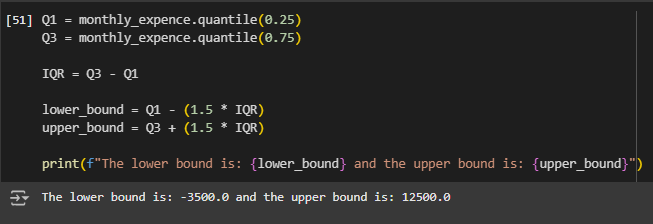 [51] Q1 = monthly_expence.quantile(0.25)
Q3 = monthly_expence.quantile(0.75)
IQR = Q3 - Q1
lower_bound = Q1 - (1.5 * IQR)
upper_bound = Q3 + (1.5 * IQR)
print(f"The lower bound is: {lower_bound} and the upper bound is: {upper_bound}")
The lower bound is: -3500.0 and the upper bound is: 12500.0